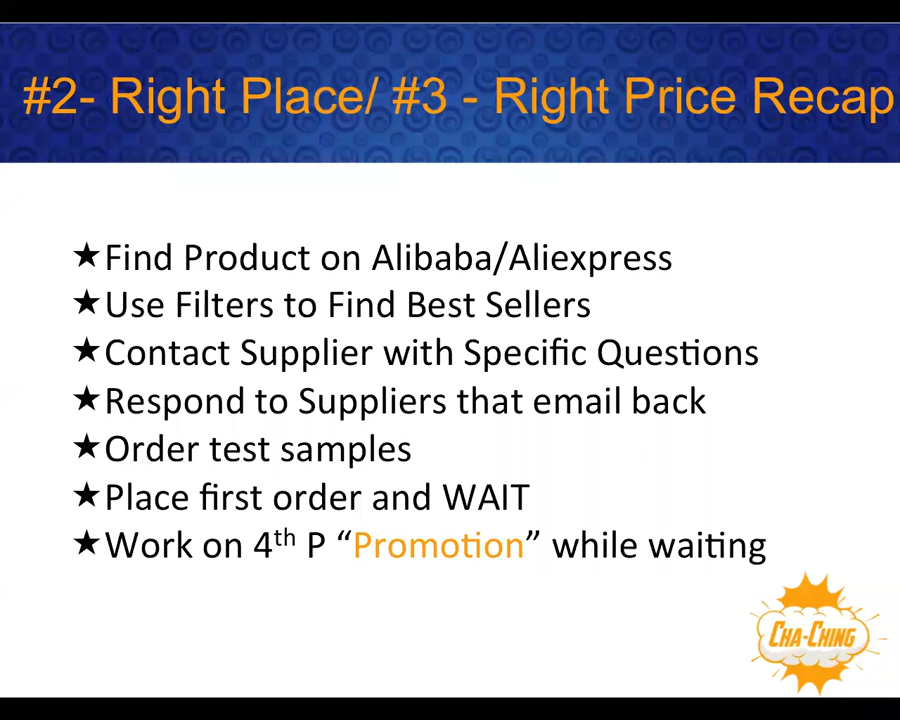 #2- Right Place/ #3 - Right Price Recap
★Find Product on Alibaba/Aliexpress
★Use Filters to Find Best Sellers
★Contact Supplier with Specific Questions
★Respond to Suppliers that email back
★Order test samples
★Place first order and WAIT
★Work on 4th P “Promotion” while waiting
CHA-CHING